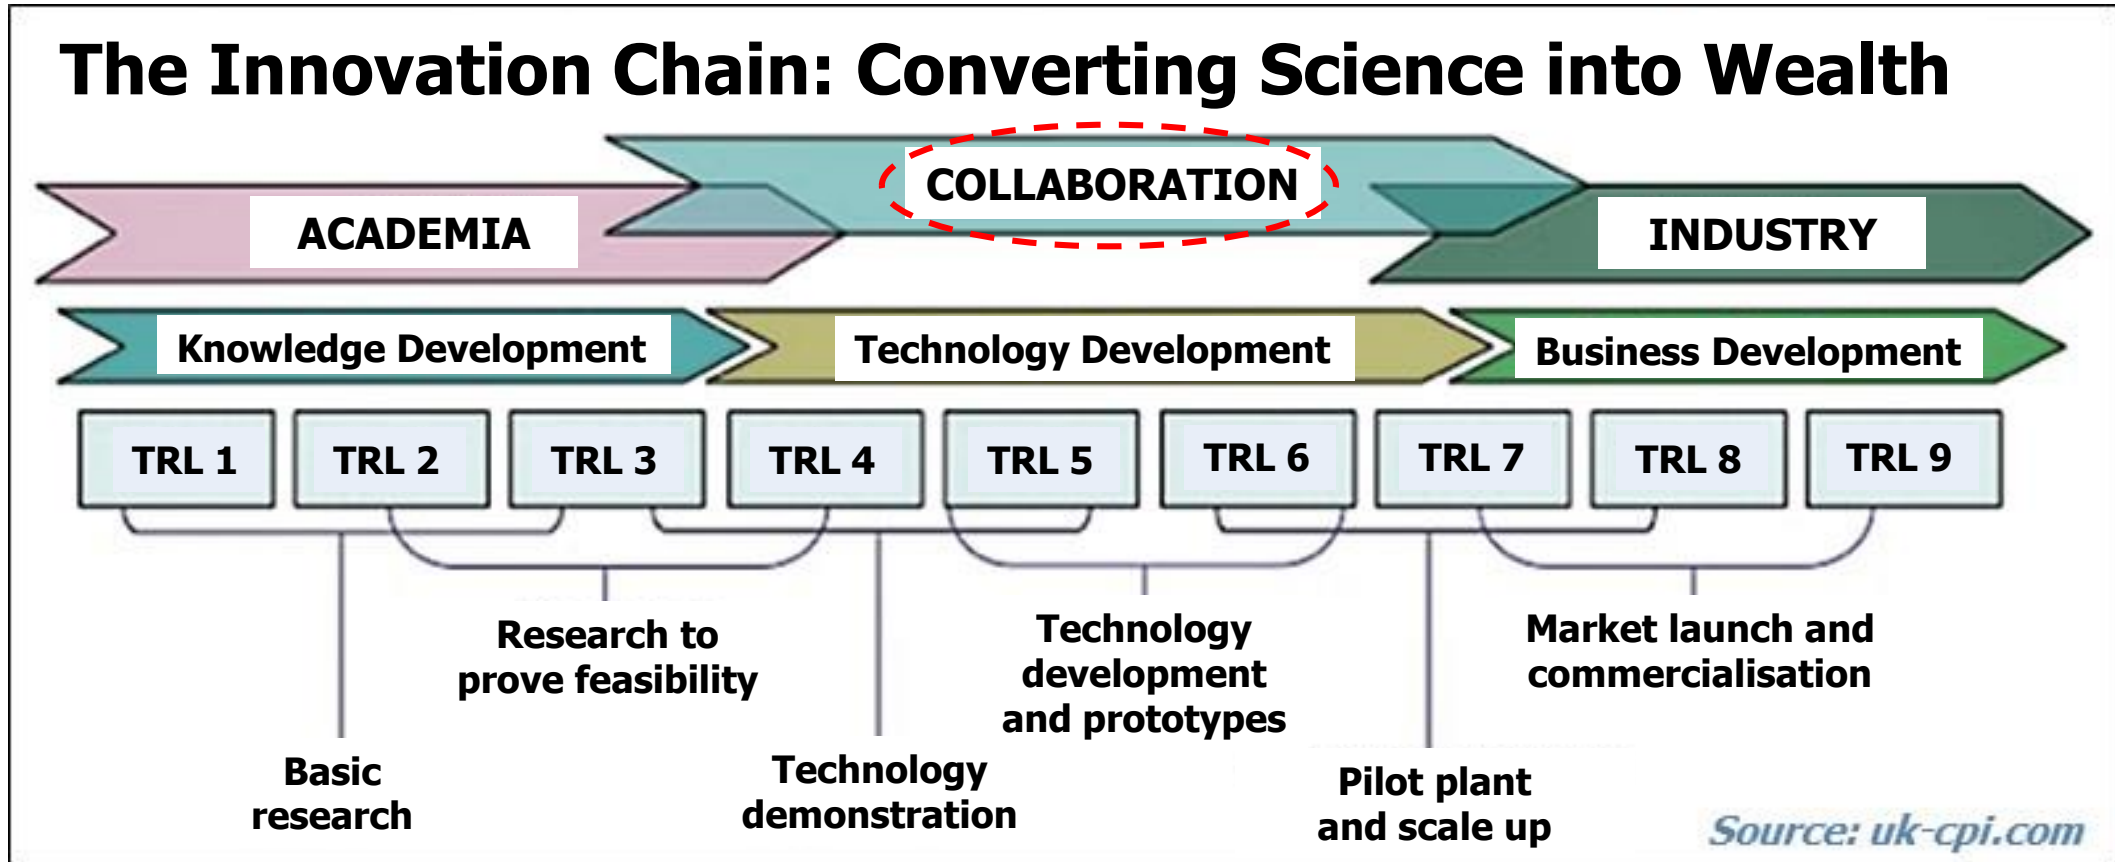 The Innovation Chain: Converting Science into Wealth
COLLABORATION
ACADEMIA
INDUSTRY
Knowledge Development
Technology Development
Business Development
TRL 1
TRL 2
TRL 3
TRL 4
TRL 5
TRL 6
TRL 7
TRL 8
TRL 9
Research to
prove feasibility
Technology
development
and prototypes
Market launch and
commercialisation
Basic
research
Technology
demonstration
Pilot plant
and scale up
Source: uk-cpi.com